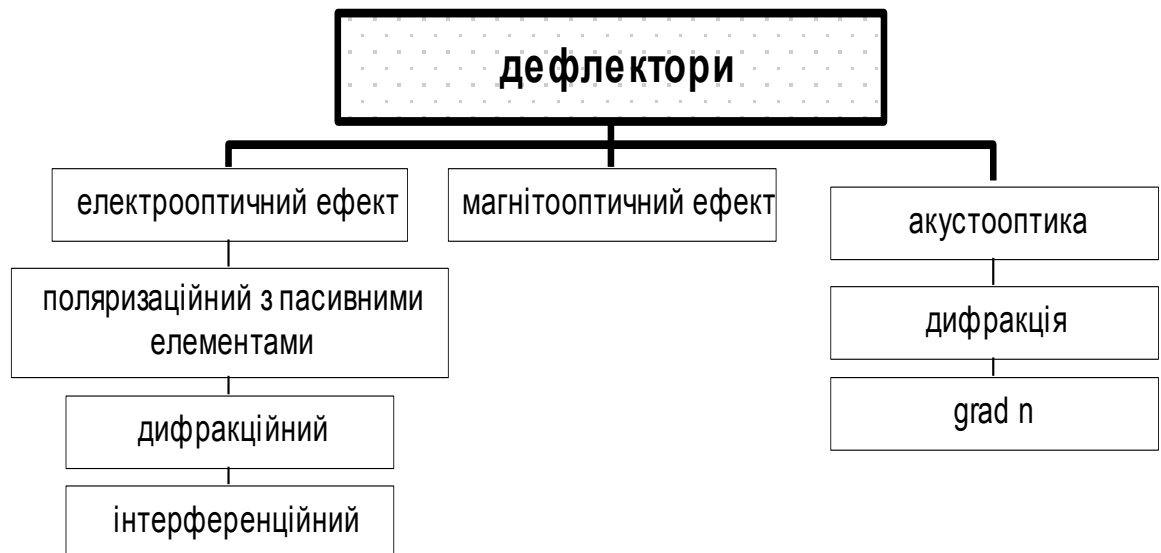 дефлектори
електрооптичний ефект
магнітооптичний ефект
акустооптика
поляризаційний з пасивними
елементами
дифракція
дифракційний
grad n
інтерференційний